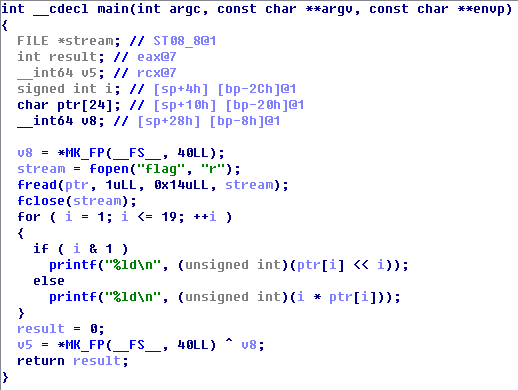 int __cdecl main(int argc, const char **argv, const char **envp)
{
  FILE *stream; // ST08_8@1
  int result; // eax@7
  __int64 v5; // rcx@7
  signed int i; // [sp+4h] [bp-2Ch]@1
  char ptr[24]; // [sp+10h] [bp-20h]@1
  __int64 v8; // [sp+28h] [bp-8h]@1

  v8 = *MK_FP(__FS__, 40LL);
  stream = fopen("flag", "r");
  fread(ptr, 1uLL, 0x14uLL, stream);
  fclose(stream);
  for ( i = 1; i <= 19; ++i )
  {
    if ( i & 1 )
      printf("%ld\n", (unsigned int)(ptr[i] << i));
    else
      printf("%ld\n", (unsigned int)(i * ptr[i]));
  }
  result = 0;
  v5 = *MK_FP(__FS__, 40LL) ^ v8;
  return result;
}